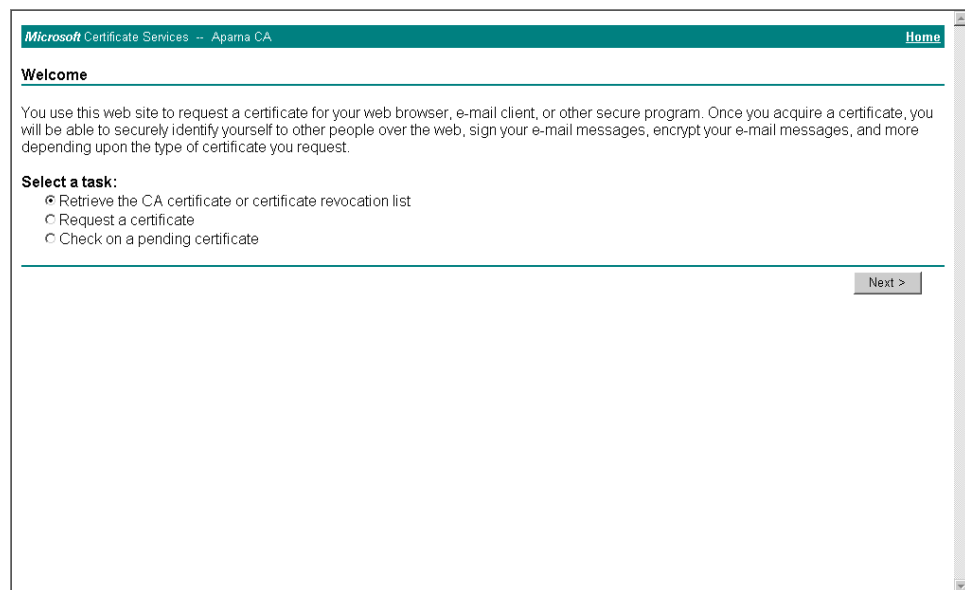 Microsoft Certificate Services -- Aparna CA Home
Welcome
You use this web site to request a certificate for your web browser, e-mail client, or other secure program. Once you acquire a certificate, you
will be able to securely identify yourself to other people over the web, sign your e-mail messages, encrypt your e-mail messages, and more
depending upon the type of certificate you request.
Select a task:
Retrieve the CA certificate or certificate revocation list
Request a certificate
Check on a pending certificate
Next >